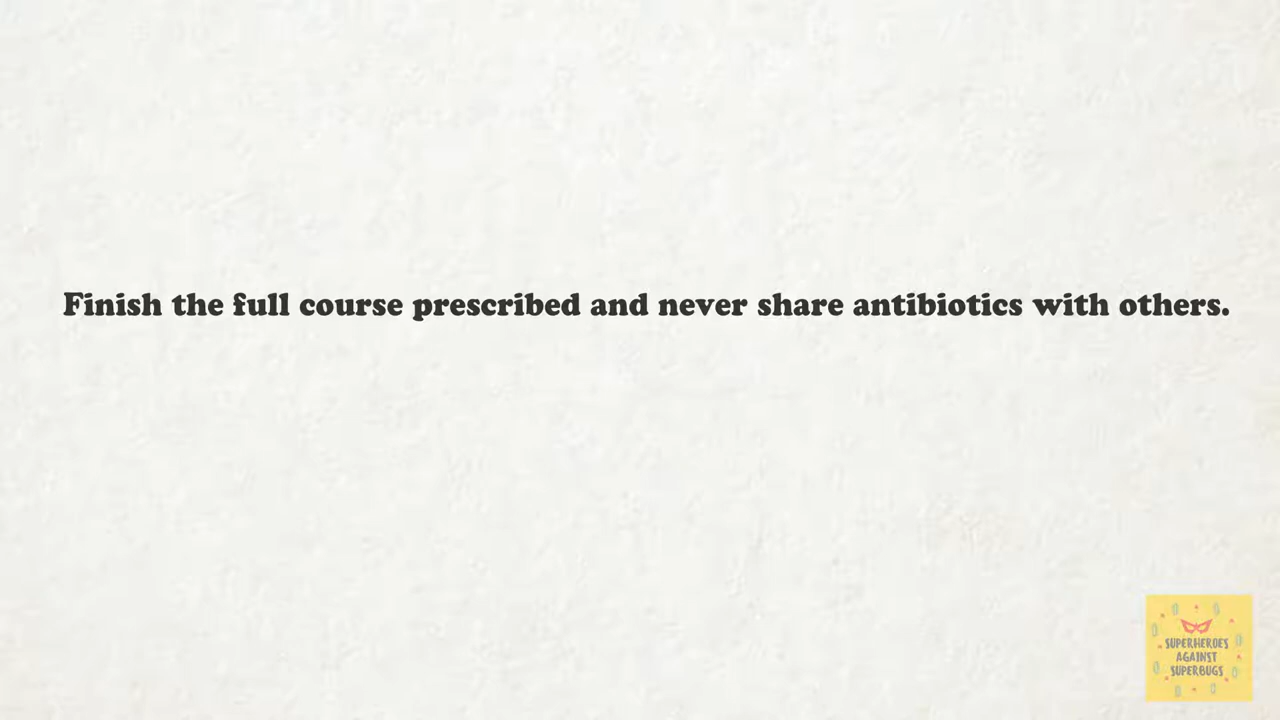 Finish the full course prescribed and never share antibiotics with others.
SUPERHEROES
AGAINST
SUPERBUGS